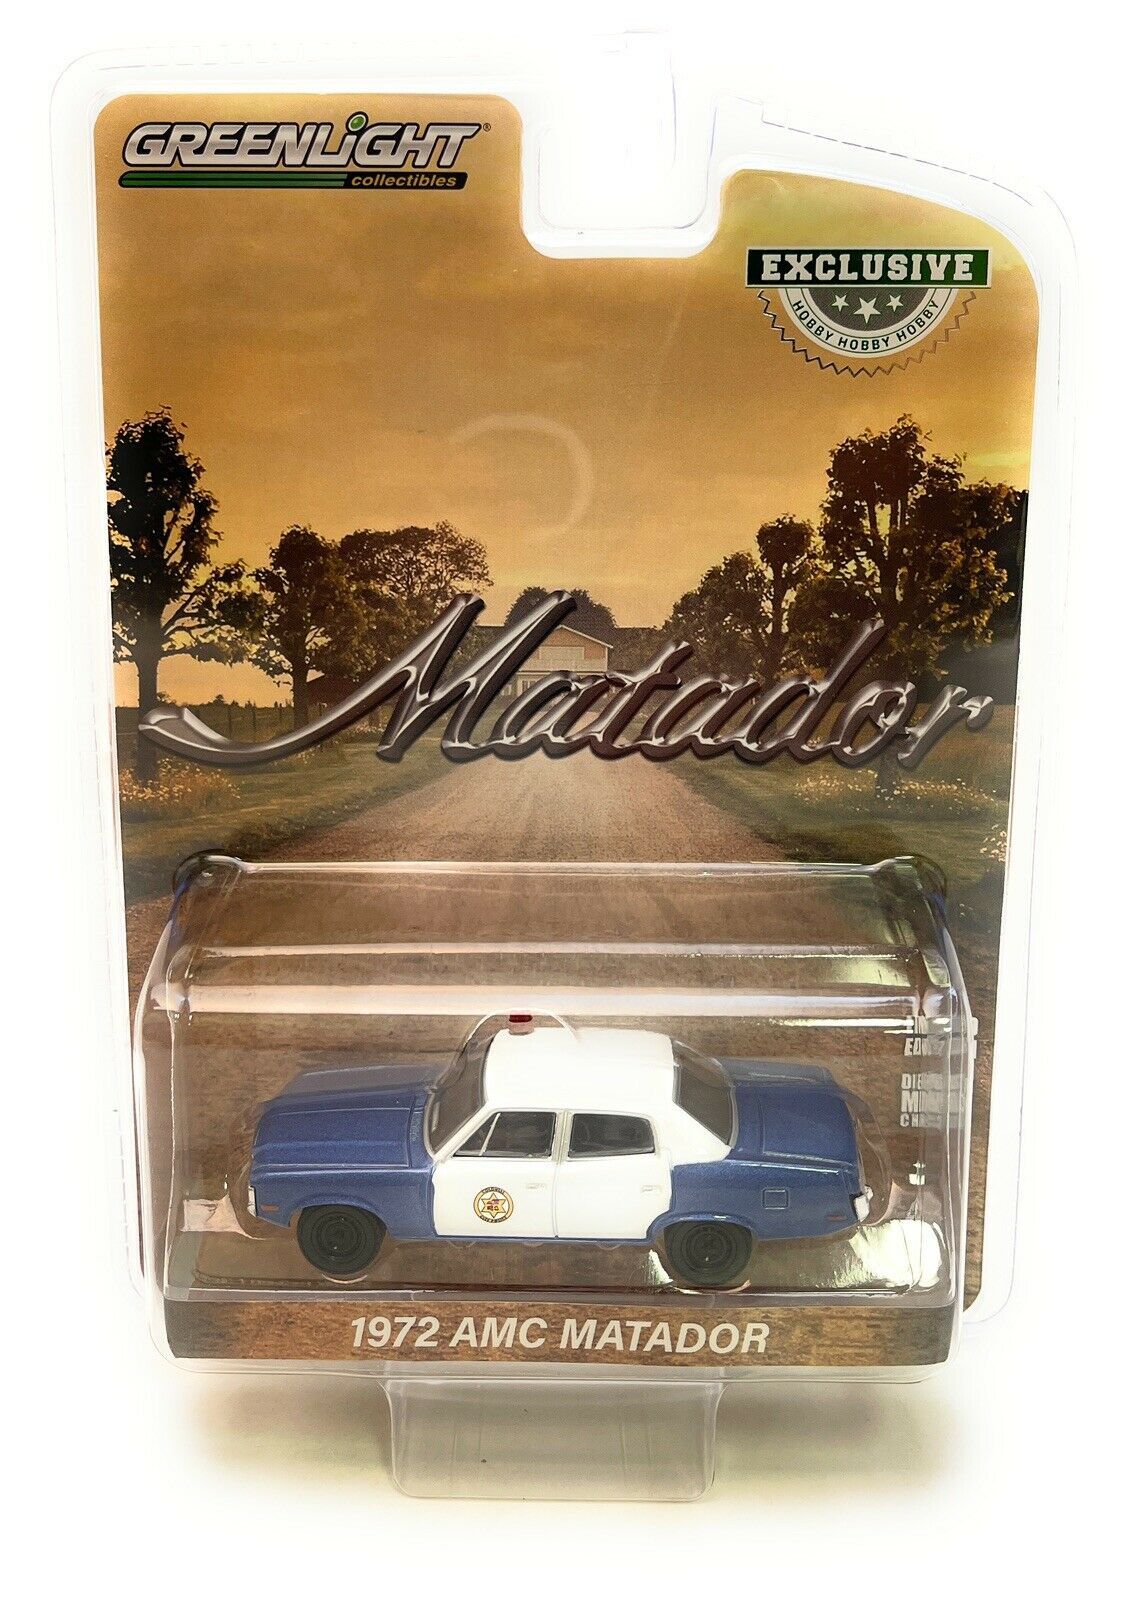 GREENLiGHT®
collectibles
EXCLUSIVE
HOBBY HOBBY HOBBY
Matador
1972 AMC MATADOR